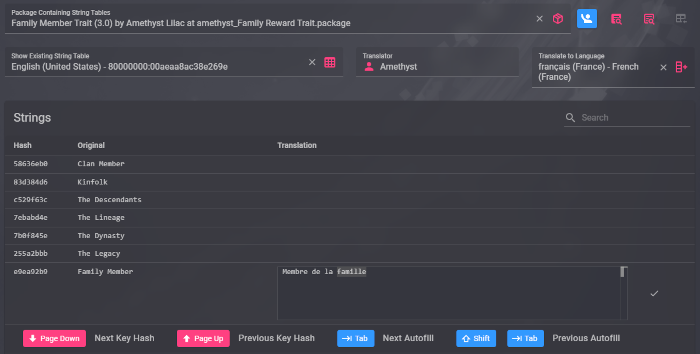 Package Containing String Tables
Family Member Trait (3.0) by Amethyst Lilac at amethyst_Family Reward Trait.package
Show Existing String Table
English (United States) - 80000000:00aeaa8ac38e269e
Translator
Amethyst
Translate to Language
français (France) - French
(France)
Strings
Search
Hash Original Translation
58636eb0 Clan Member
83d384d6 Kinfolk
c529f63c The Descendants
7ebabd4e The Lineage
7b0f845e The Dynasty
255a2bbb The Legacy
e9ea92b9 Family Member Membre de la famille
Page Down Next Key Hash Page Up Previous Key Hash Tab Next Autofill Shift Tab Previous Autofill